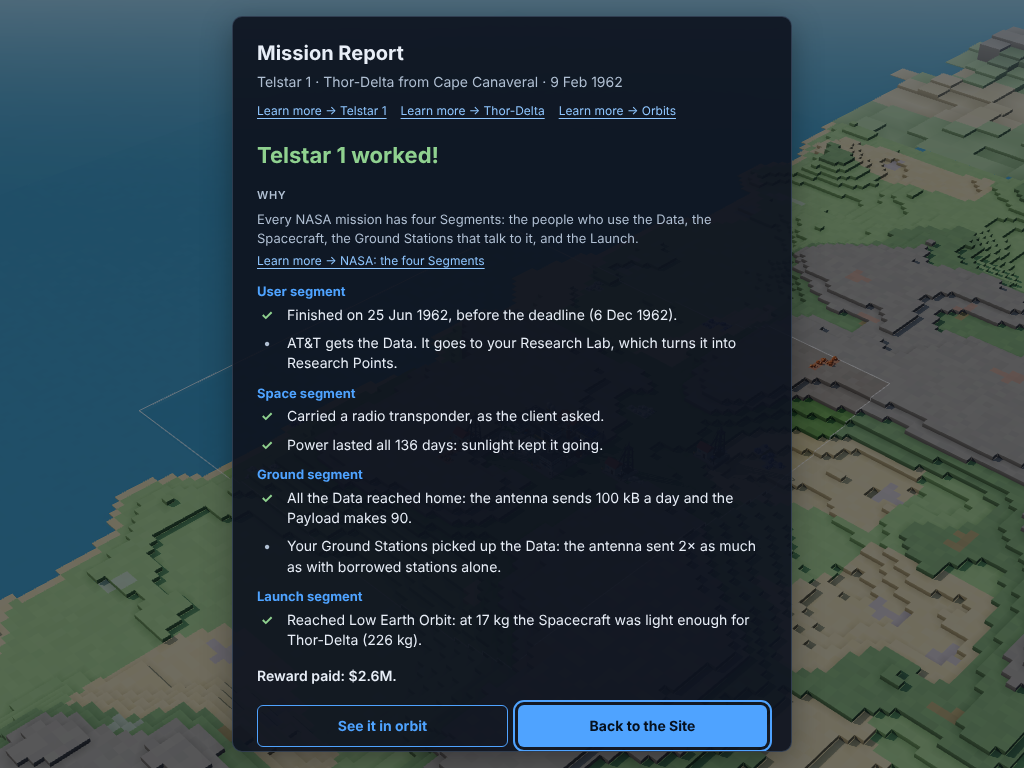 Mission Report
Telstar 1 · Thor-Delta from Cape Canaveral · 9 Feb 1962
Learn more → Telstar 1 Learn more → Thor-Delta Learn more → Orbits
Telstar 1 worked!
WHY
Every NASA mission has four Segments: the people who use the Data, the
Spacecraft, the Ground Stations that talk to it, and the Launch.
Learn more → NASA: the four Segments
User segment
✓ Finished on 25 Jun 1962, before the deadline (6 Dec 1962).
• AT&T gets the Data. It goes to your Research Lab, which turns it into
Research Points.
Space segment
✓ Carried a radio transponder, as the client asked.
✓ Power lasted all 136 days: sunlight kept it going.
Ground segment
✓ All the Data reached home: the antenna sends 100 kB a day and the
Payload makes 90.
• Your Ground Stations picked up the Data: the antenna sent 2× as much
as with borrowed stations alone.
Launch segment
✓ Reached Low Earth Orbit: at 17 kg the Spacecraft was light enough for
Thor-Delta (226 kg).
Reward paid: $2.6M.
See it in orbit Back to the Site